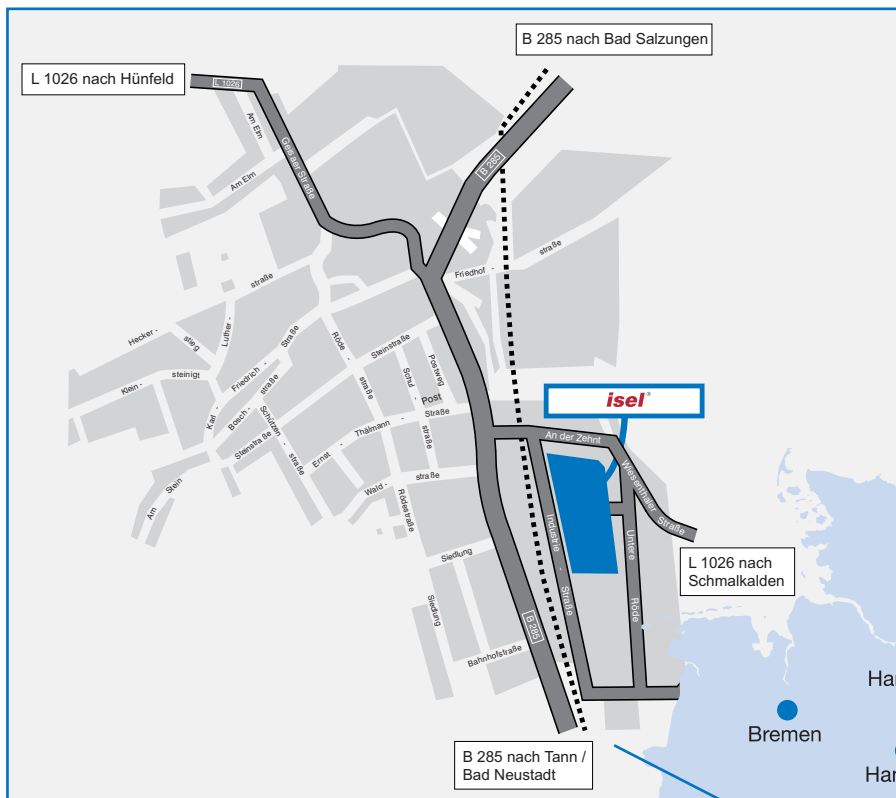 B 285 nach Bad Salzungen
L 1026 nach Hünfeld
L 1026
Am Elm
Geisaer Straße
Am Elm
B 285
Friedhof -
straße
straße
Hecker-
stieg
Luther-
Straße
Röde -
Steinstraße
Klein-
steinigt
Friedrich -
Karl -
Bosch-
straße
Schützen -
straße
Steinstraße
Ernst -
Thälmann -
Straße
straße
Schul -
straße
Postweg
Post
isel®
An der Zehnt
Wiesenthaler Straße
Am Stein
Wald-
straße
Rödestraße
Industrie - Straße
Untere Röde
Siedlung
Siedlung
L 1026 nach
Schmalkalden
B 285
Bahnhofstraße
Bremen
B 285 nach Tann /
Bad Neustadt